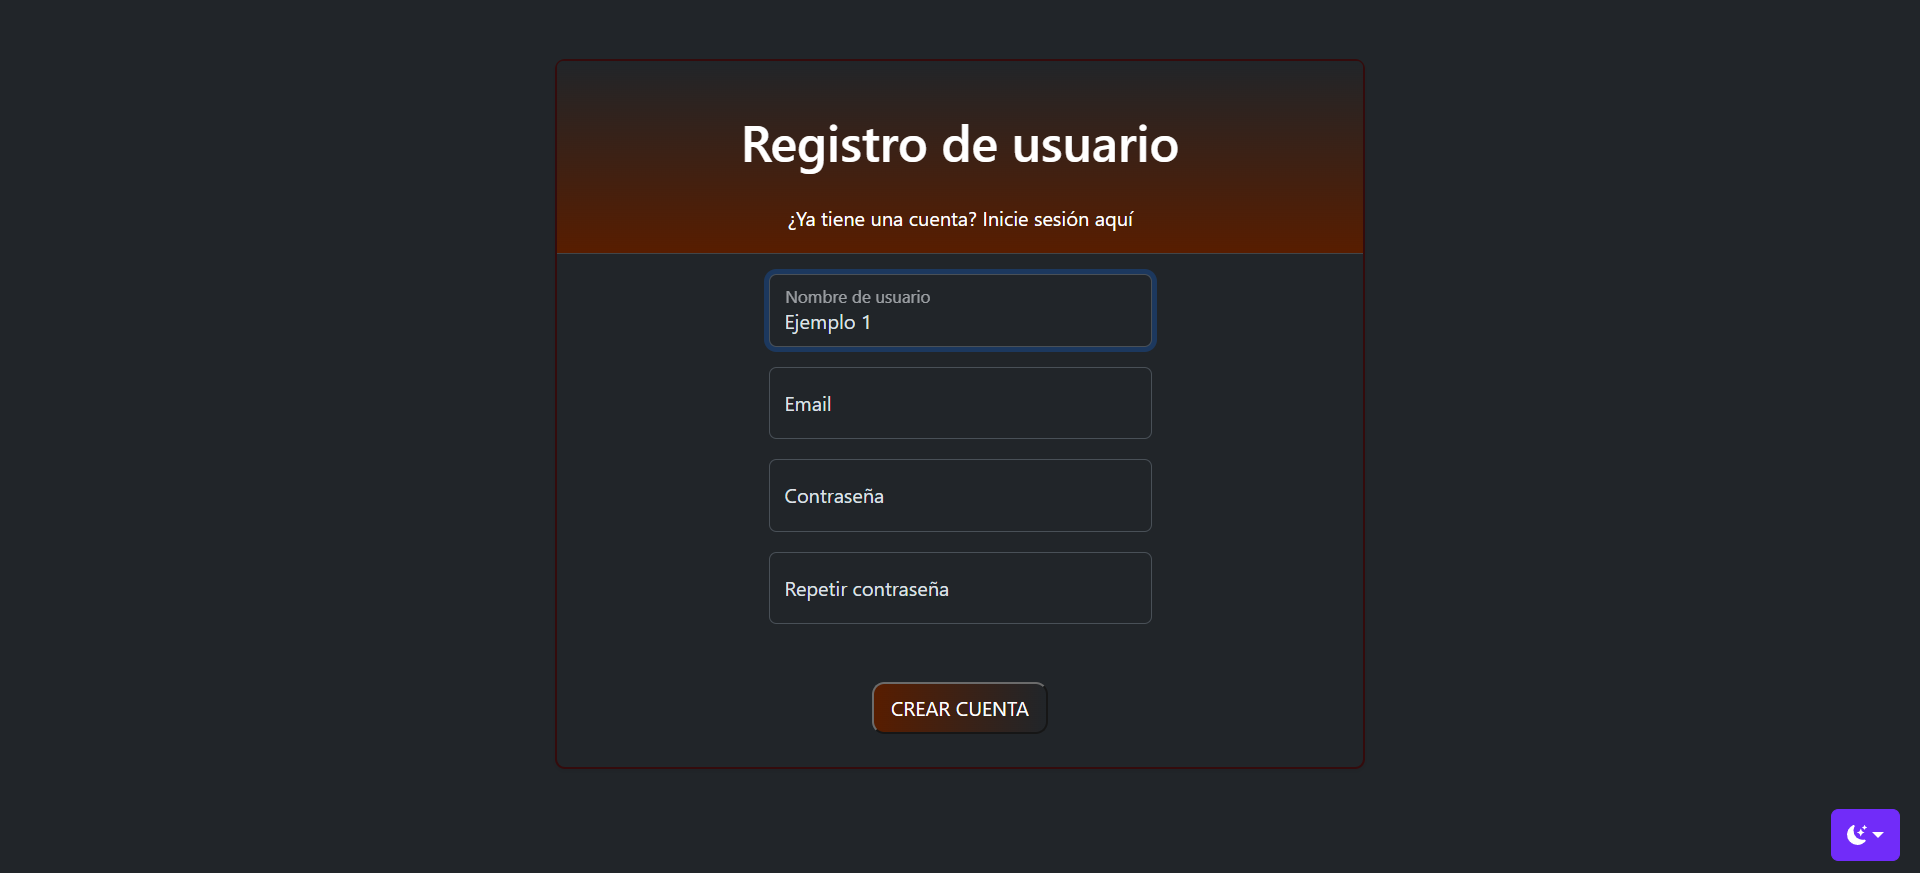 Registro de usuario
¿Ya tiene una cuenta? Inicie sesión aquí
Nombre de usuario
Ejemplo 1
Email
Contraseña
Repetir contraseña
CREAR CUENTA